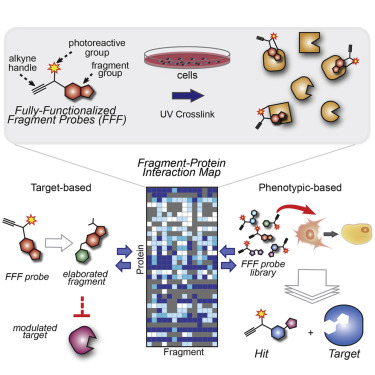 photoreactive
group
alkyne
handle
fragment
group
Fully-Functionalized
Fragment Probes (FFF)
cells
UV Crosslink
Fragment-Protein
Interaction Map
Target-based
Phenotypic-based
FFF probe
elaborated
fragment
modulated
target
Protein
Fragment
FFF probe
library
Hit
+
Target